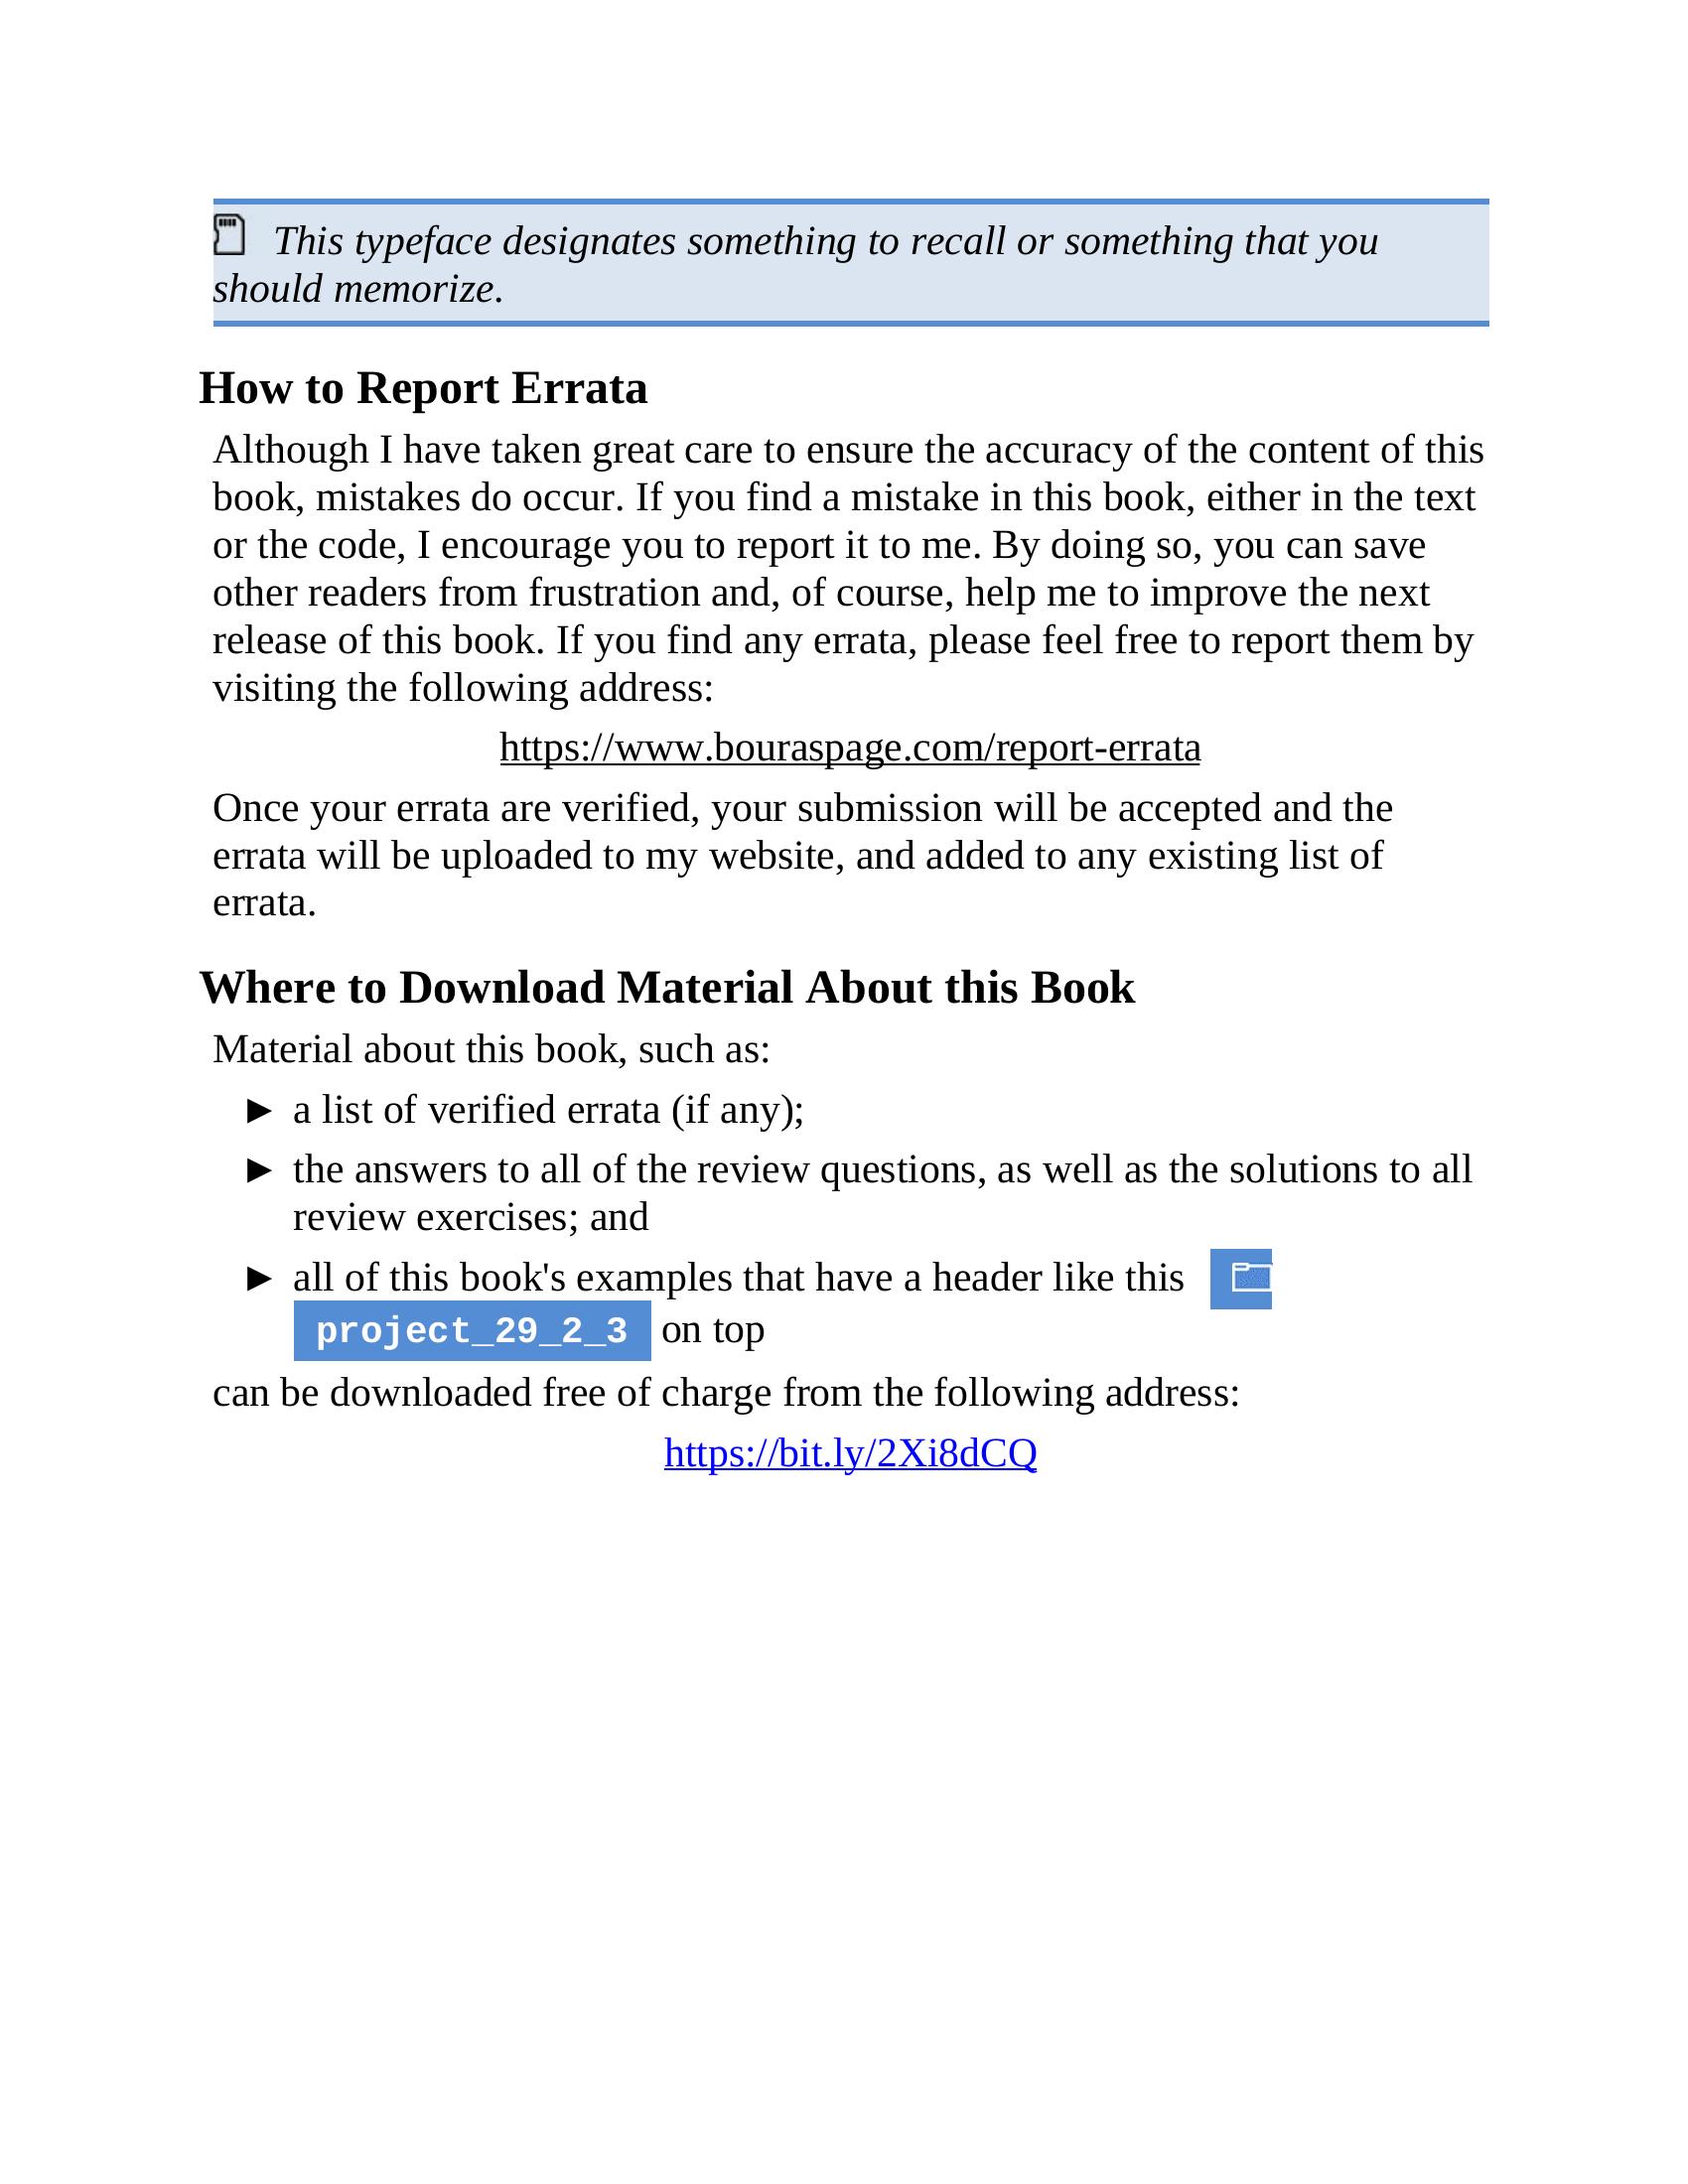 This typeface designates something to recall or something that you
should memorize.
How to Report Errata
Although I have taken great care to ensure the accuracy of the content of this
book, mistakes do occur. If you find a mistake in this book, either in the text
or the code, I encourage you to report it to me. By doing so, you can save
other readers from frustration and, of course, help me to improve the next
release of this book. If you find any errata, please feel free to report them by
visiting the following address:
https://www.bouraspage.com/report-errata
Once your errata are verified, your submission will be accepted and the
errata will be uploaded to my website, and added to any existing list of
errata.
Where to Download Material About this Book
Material about this book, such as:
► a list of verified errata (if any);
► the answers to all of the review questions, as well as the solutions to all
review exercises; and
► all of this book's examples that have a header like this
project_29_2_3 on top
can be downloaded free of charge from the following address:
https://bit.ly/2Xi8dCQ